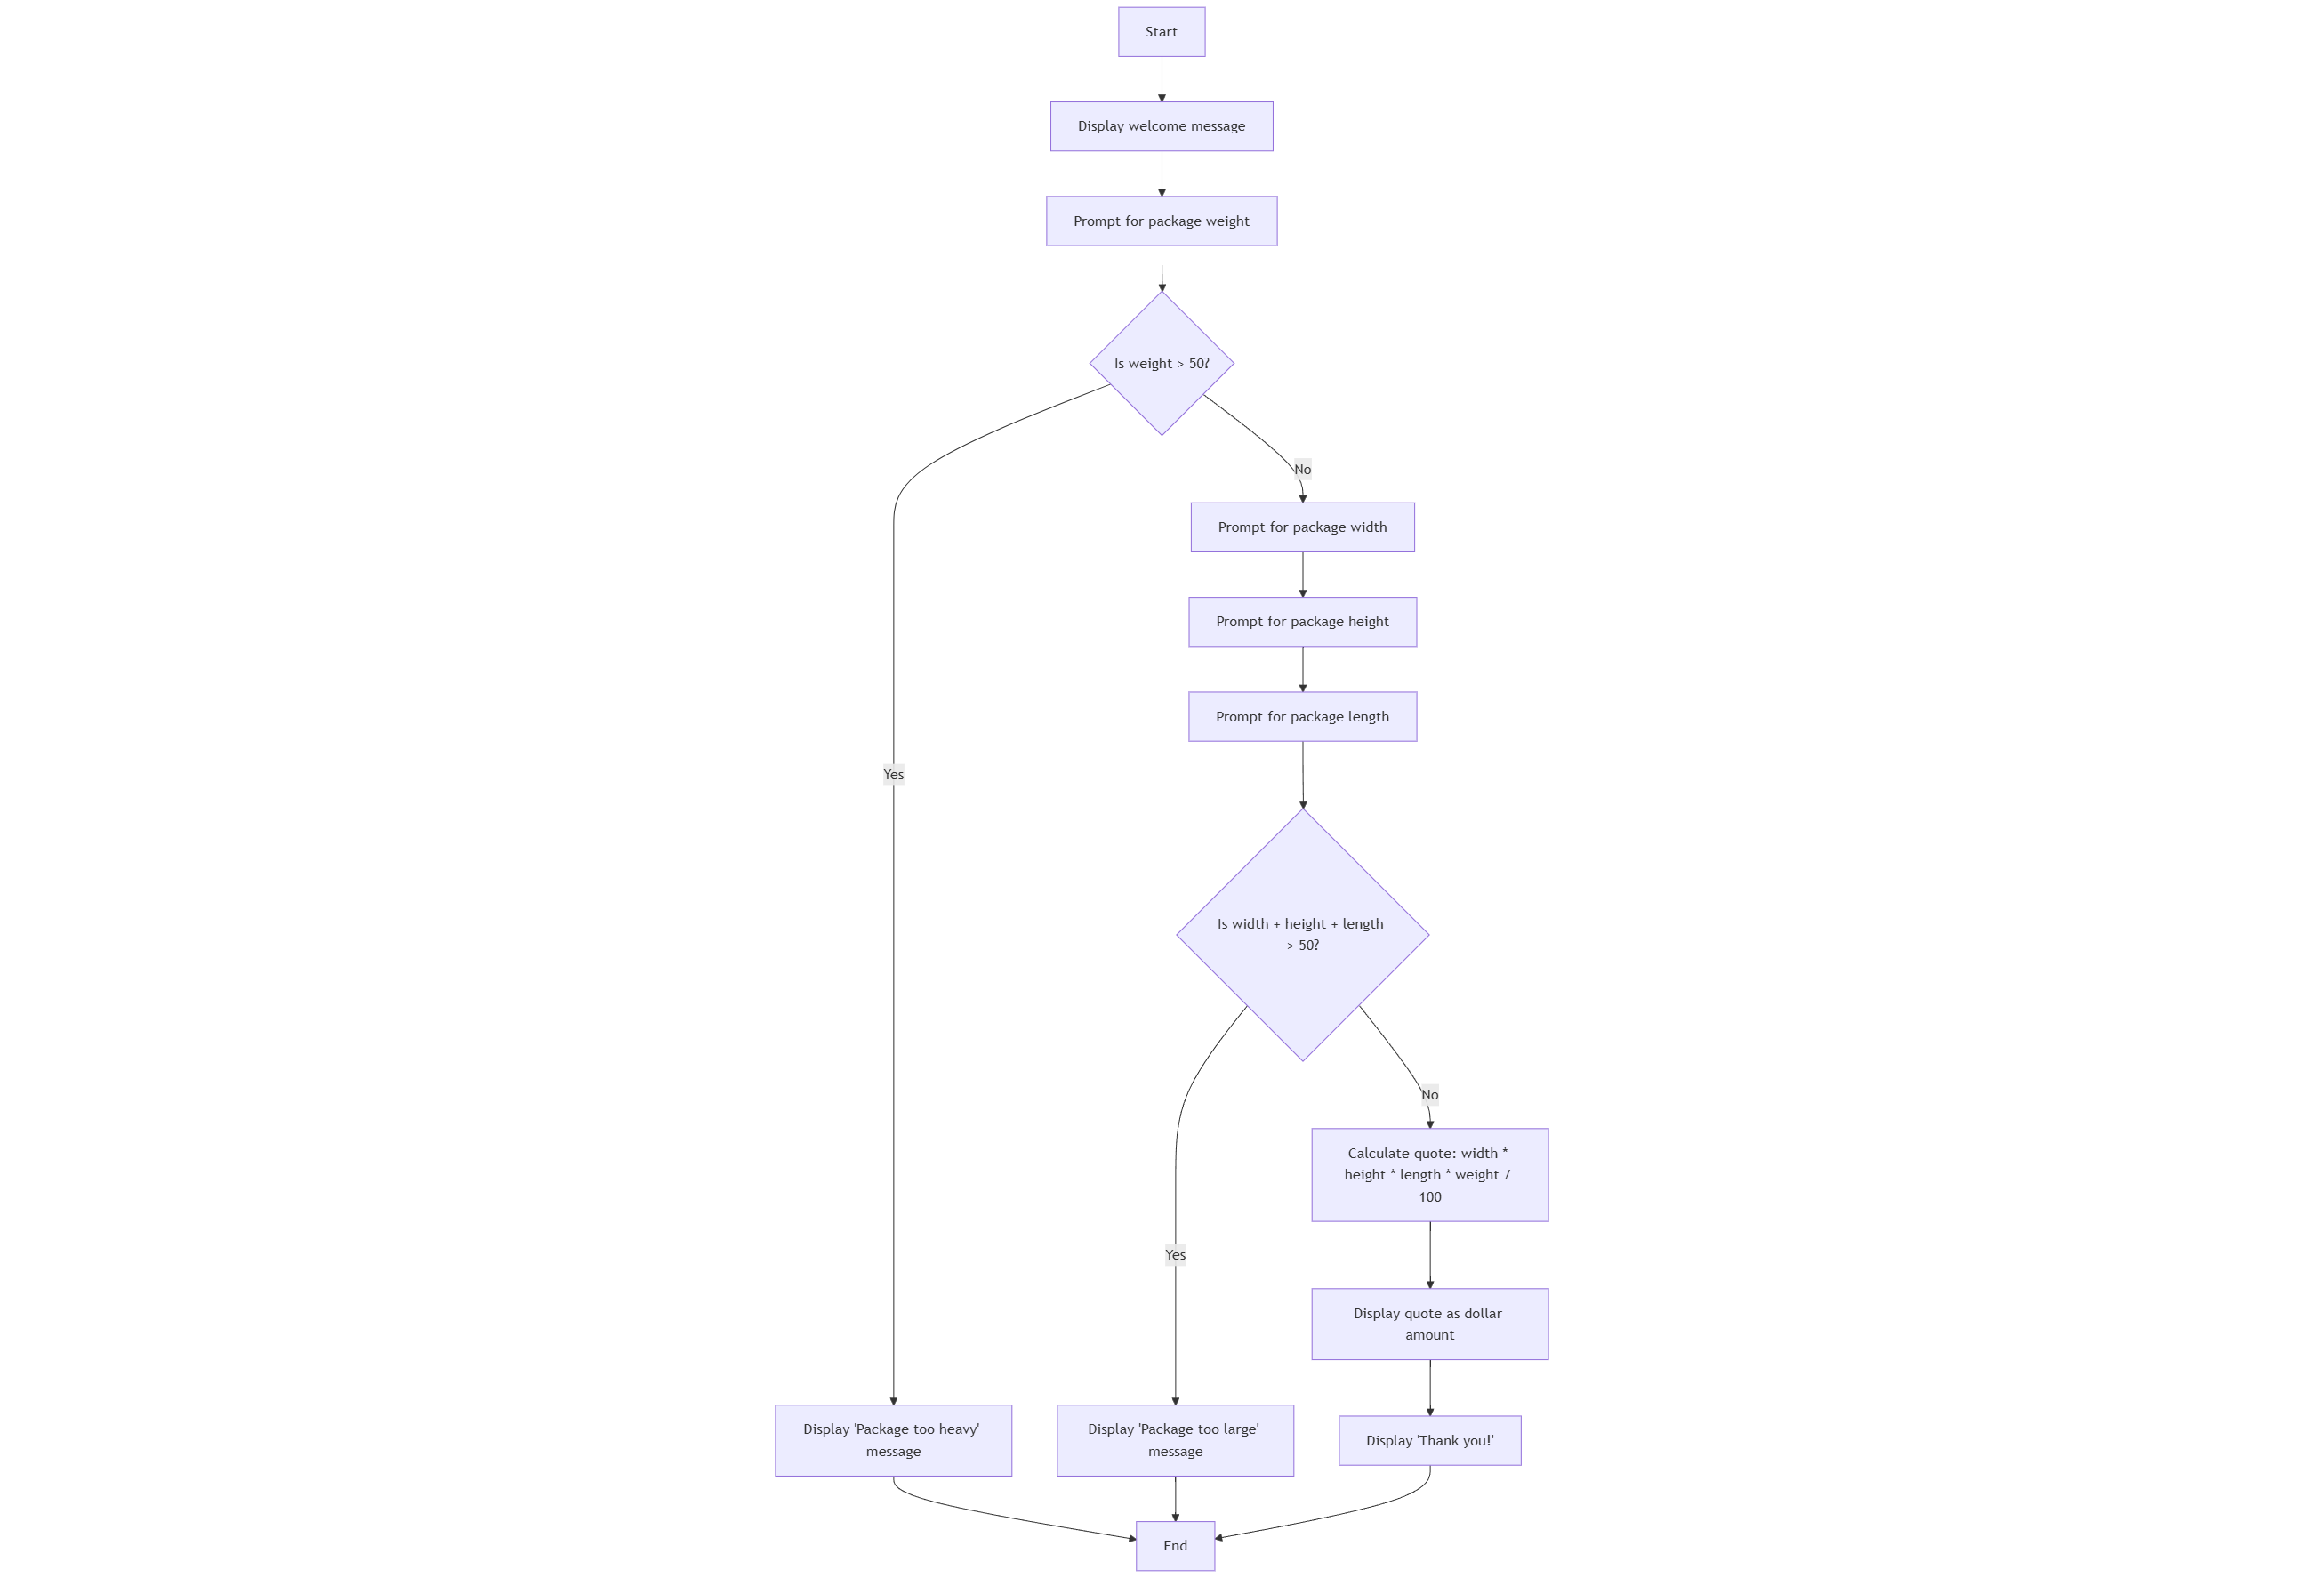 Start
Display welcome message
Prompt for package weight
Is weight > 50?
No
Prompt for package width
Prompt for package height
Prompt for package length
Yes
Is width + height + length
> 50?
No
Calculate quote: width *
height * length * weight /
100
Yes
Display quote as dollar
amount
Display 'Package too heavy'
message
Display 'Package too large'
message
Display 'Thank you!'
End